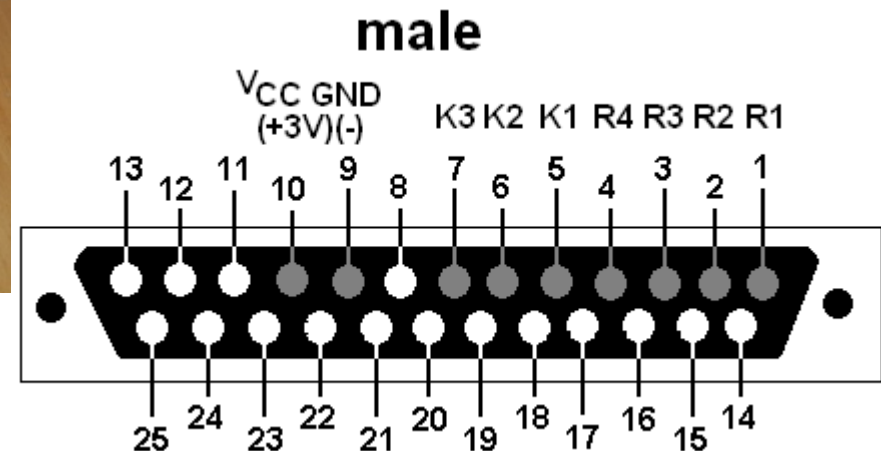 male
VCC GND
(+3V)(-)
K3 K2 K1 R4 R3 R2 R1
13 12 11 10 9 8 7 6 5 4 3 2 1
25 24 23 22 21 20 19 18 17 16 15 14